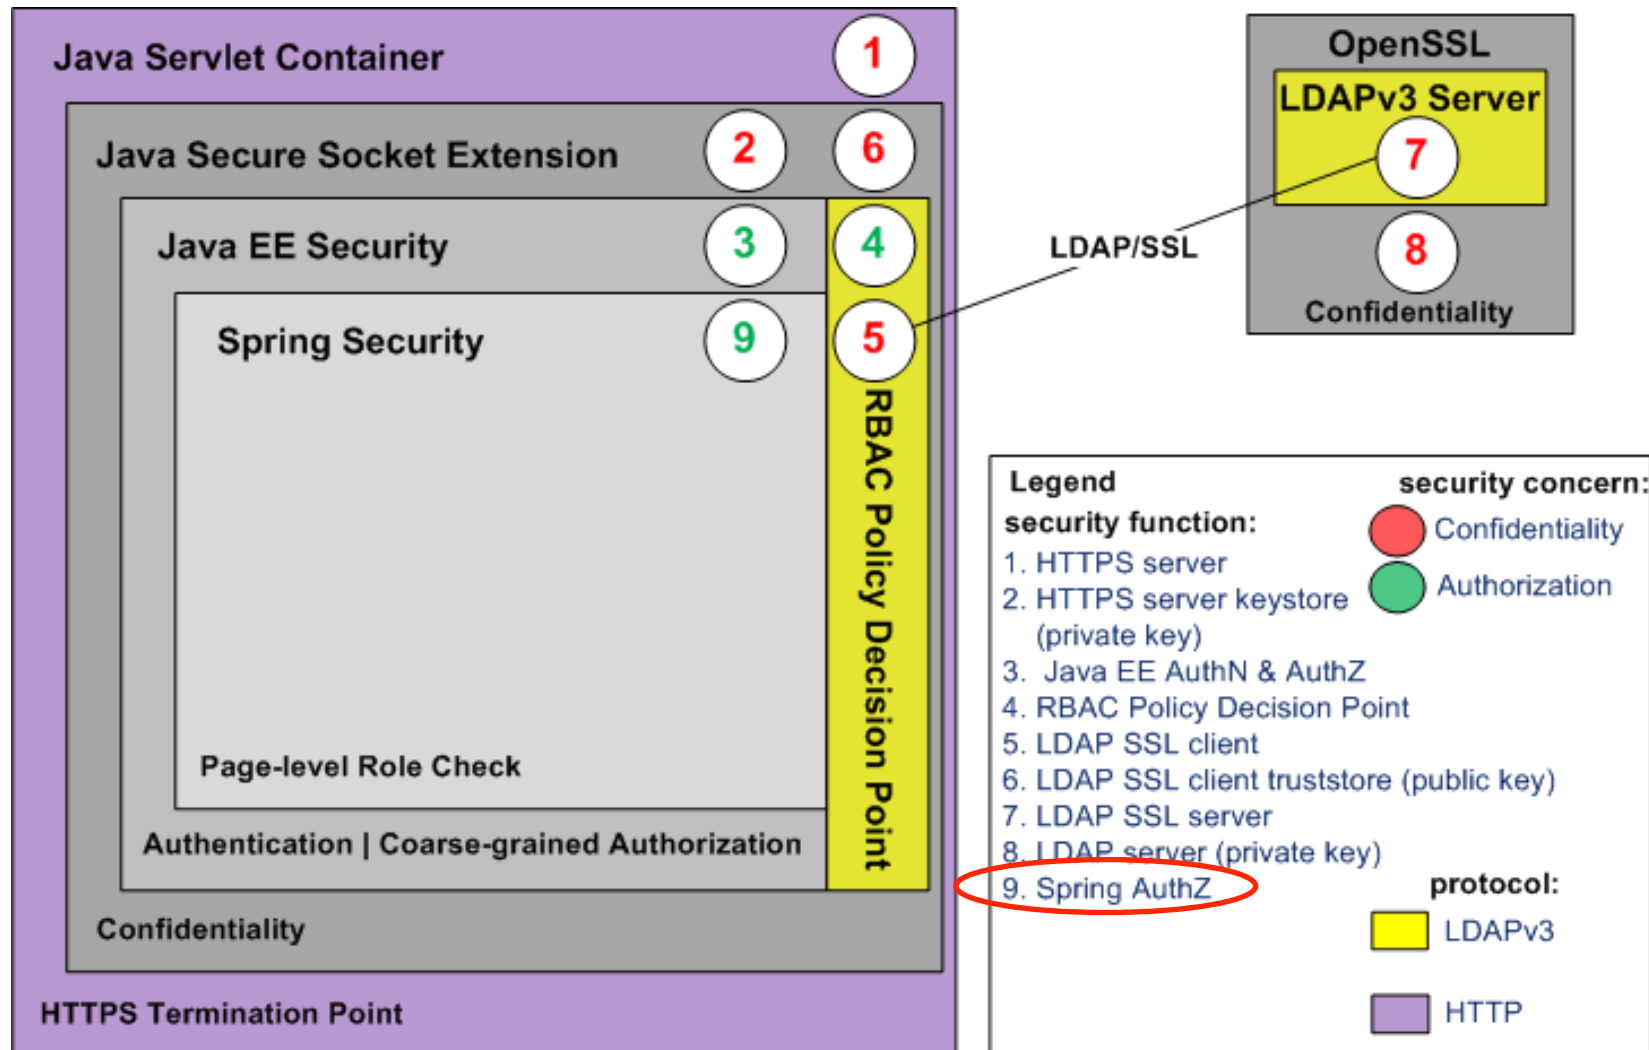 Java Servlet Container
1
Java Secure Socket Extension
2
6
Java EE Security
3
4
Spring Security
9
5
RBAC Policy Decision Point
Page-level Role Check
Authentication | Coarse-grained Authorization
Confidentiality
HTTPS Termination Point
LDAP/SSL
OpenSSL
LDAPv3 Server
7
8
Confidentiality
Legend
security function:
1. HTTPS server
2. HTTPS server keystore
(private key)
3. Java EE AuthN & AuthZ
4. RBAC Policy Decision Point
5. LDAP SSL client
6. LDAP SSL client truststore (public key)
7. LDAP SSL server
8. LDAP server (private key)
9. Spring AuthZ
security concern:
Confidentiality
Authorization
protocol:
LDAPv3
HTTP